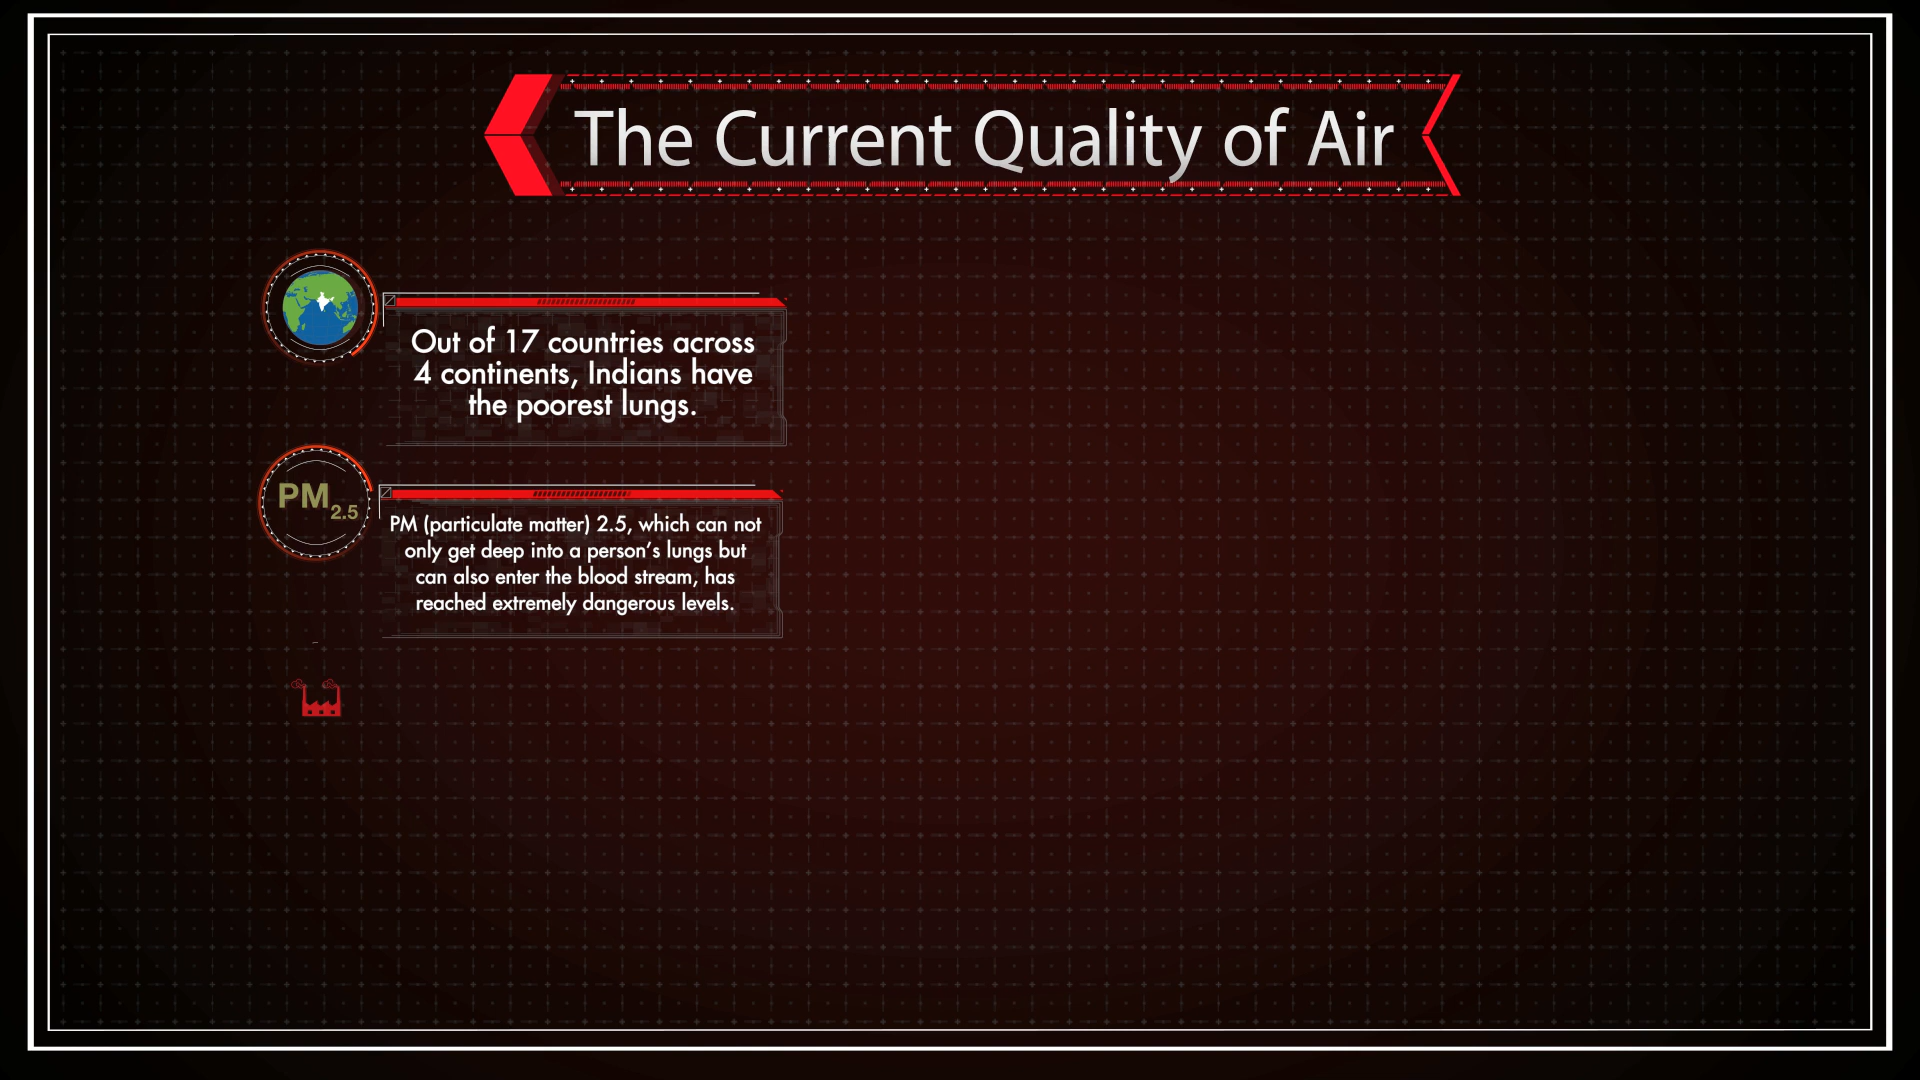 The Current Quality of Air
Out of 17 countries across
4 continents, Indians have
the poorest lungs.
PM2.5
PM (particulate matter) 2.5, which can not
only get deep into a person's lungs but
can also enter the blood stream, has
reached extremely dangerous levels.